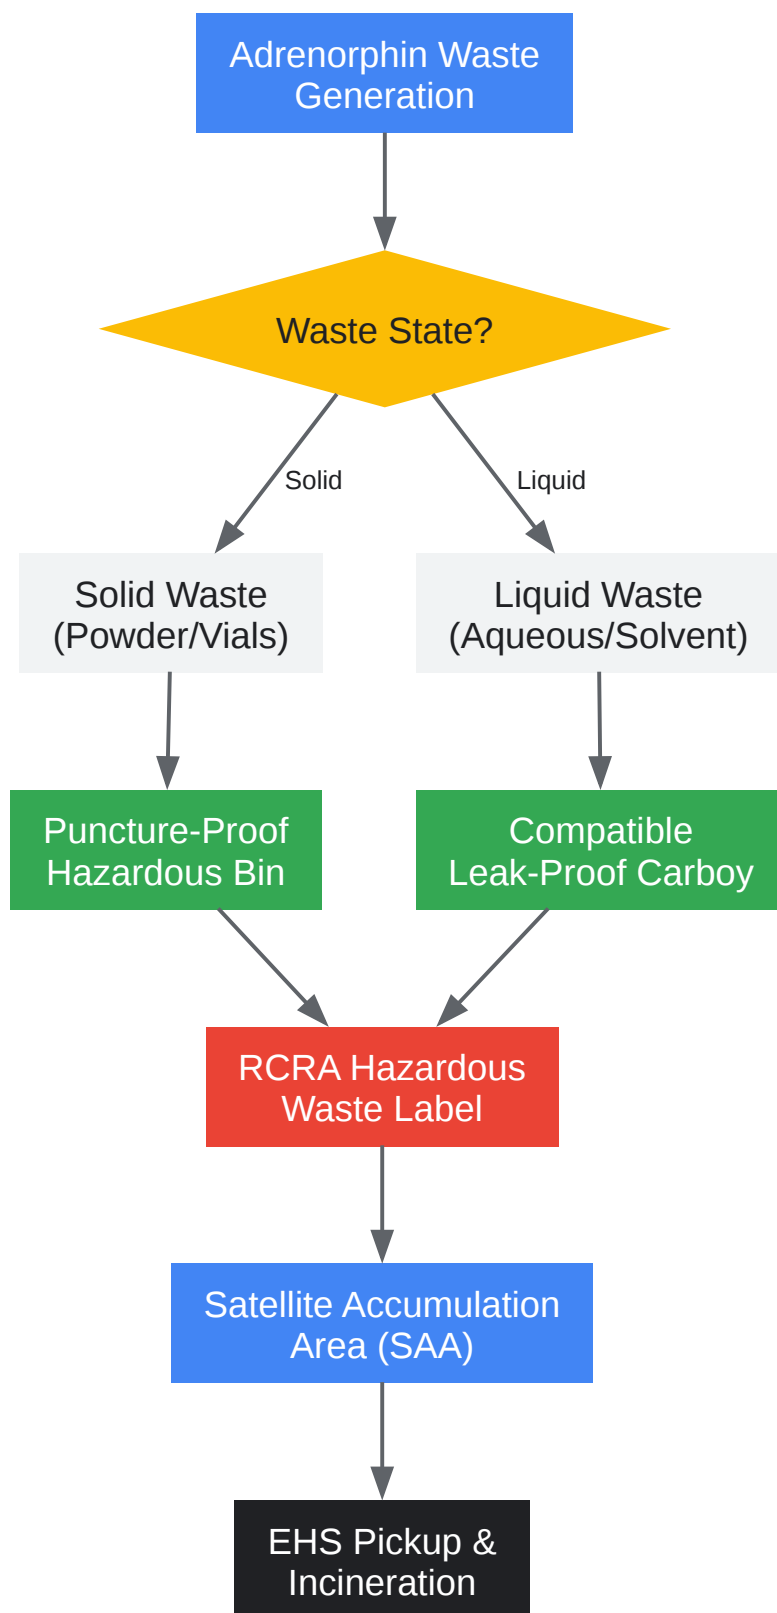 Adrenorphin Waste
Generation
Waste State?
Solid
Liquid
Solid Waste
(Powder/Vials)
Liquid Waste
(Aqueous/Solvent)
Puncture-Proof
Hazardous Bin
Compatible
Leak-Proof Carboy
RCRA Hazardous
Waste Label
Satellite Accumulation
Area (SAA)
EHS Pickup &
Incineration